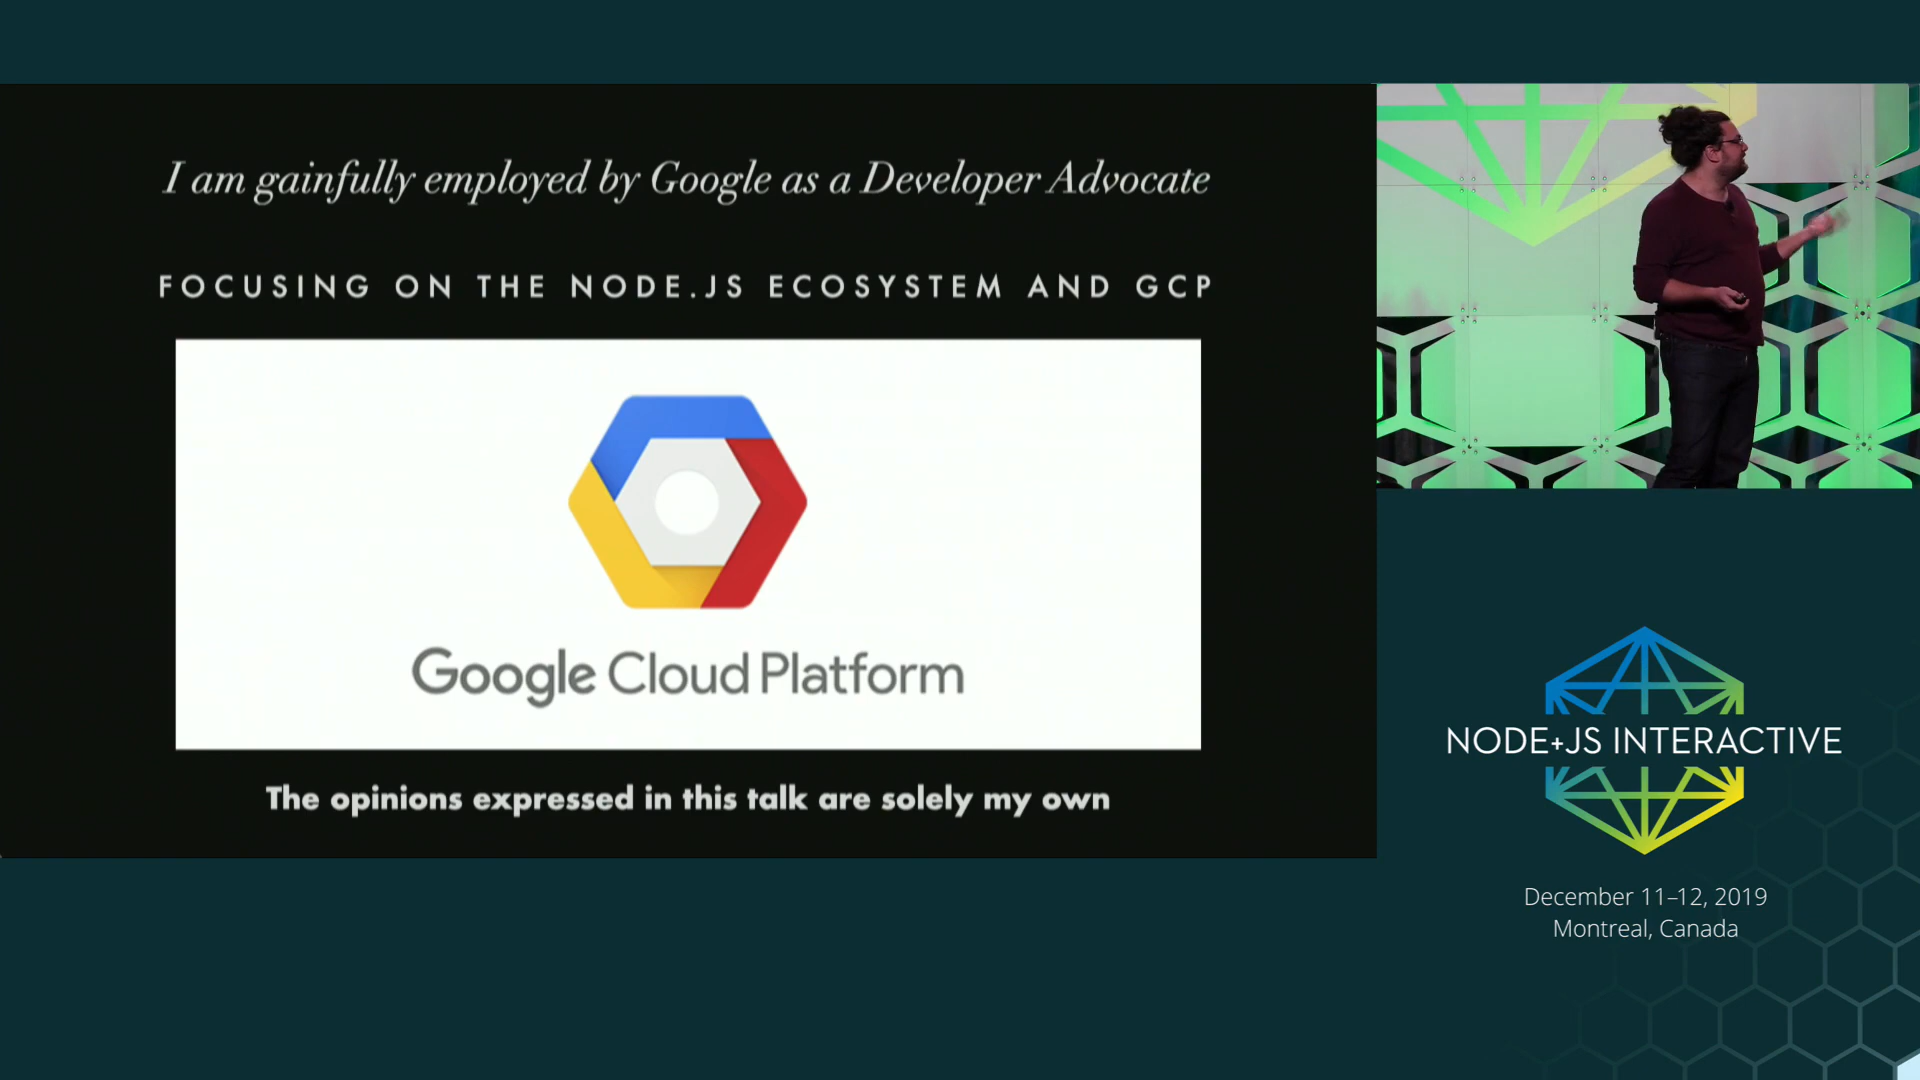 I am gainfully employed by Google as a Developer Advocate
FOCUSING ON THE NODE.JS ECOSYSTEM AND GCP
Google Cloud Platform
The opinions expressed in this talk are solely my own
NODE+JS INTERACTIVE
December 11–12, 2019
Montreal, Canada